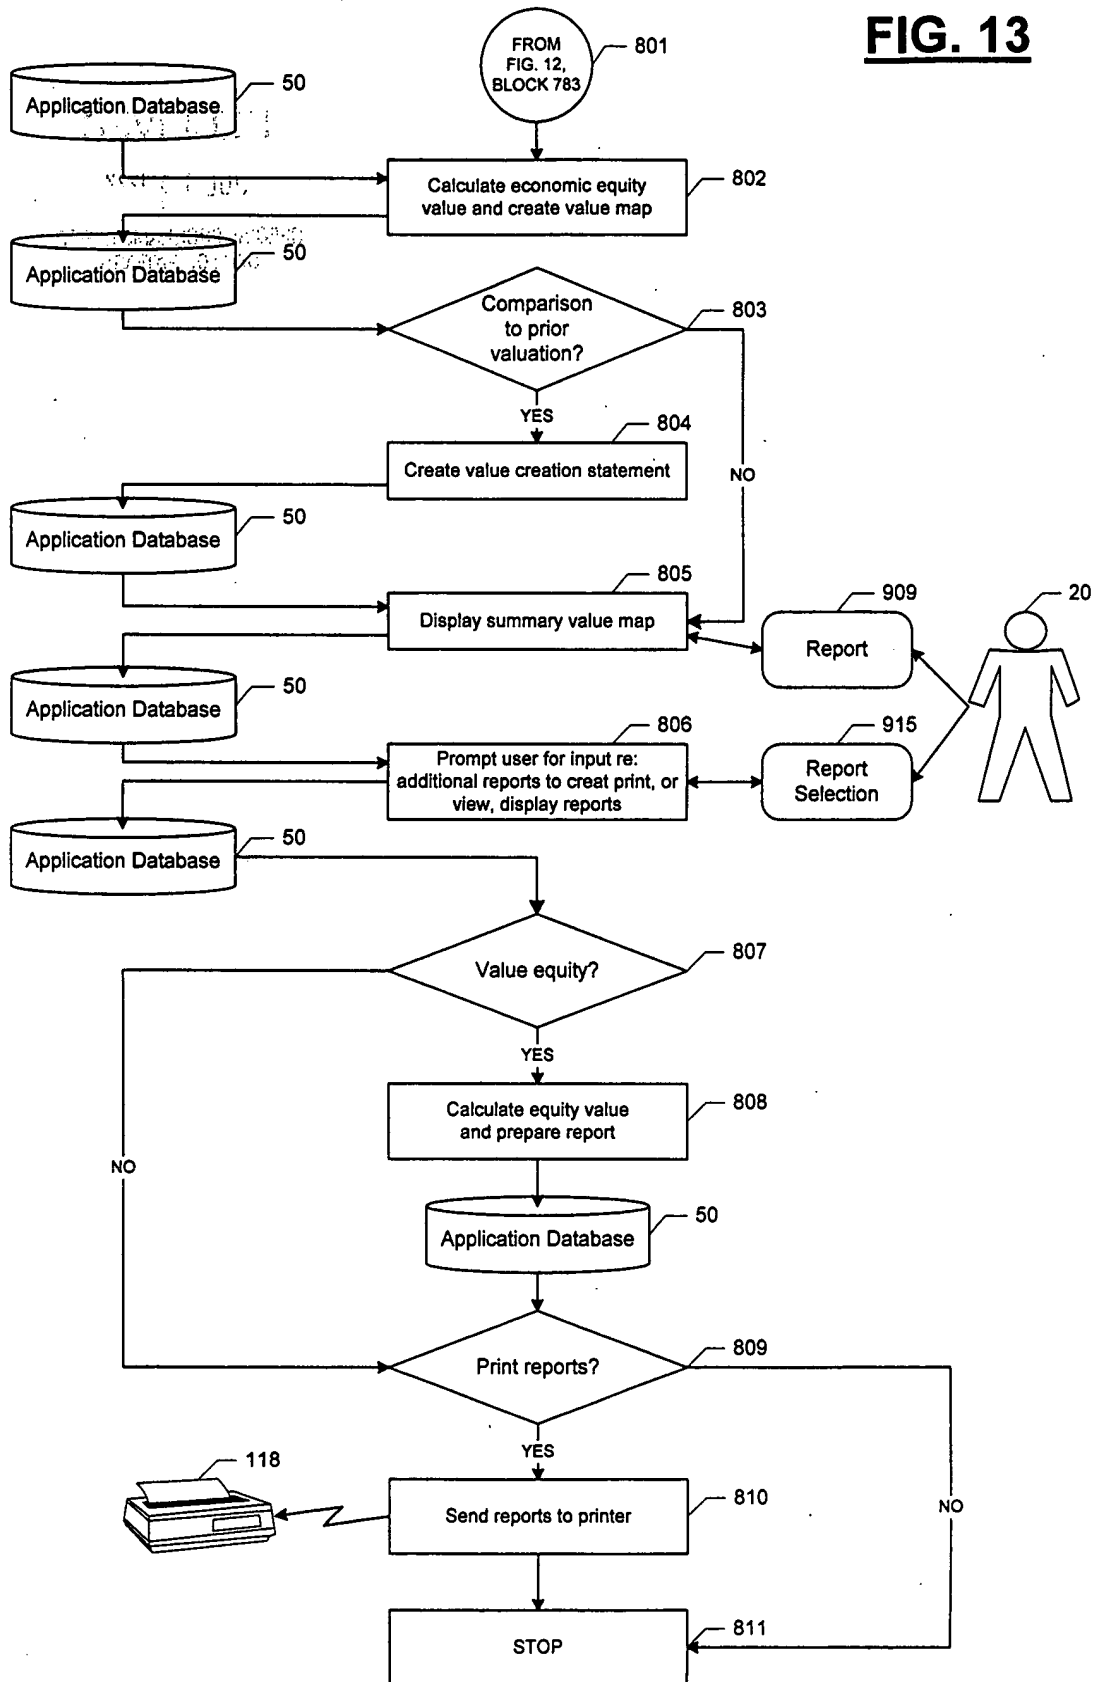 FIG. 13
FROM
FIG. 12,
BLOCK 783
801
Application Database
50
Calculate economic equity
value and create value map
802
Application Database
50
Comparison
to prior
valuation?
803
YES
NO
Create value creation statement
804
Application Database
50
Display summary value map
805
Report
909
20
Application Database
50
Prompt user for input re:
additional reports to creat print, or
view, display reports
806
Report
Selection
915
Application Database
50
Value equity?
807
YES
NO
Calculate equity value
and prepare report
808
Application Database
50
Print reports?
809
YES
NO
118
Send reports to printer
810
STOP
811